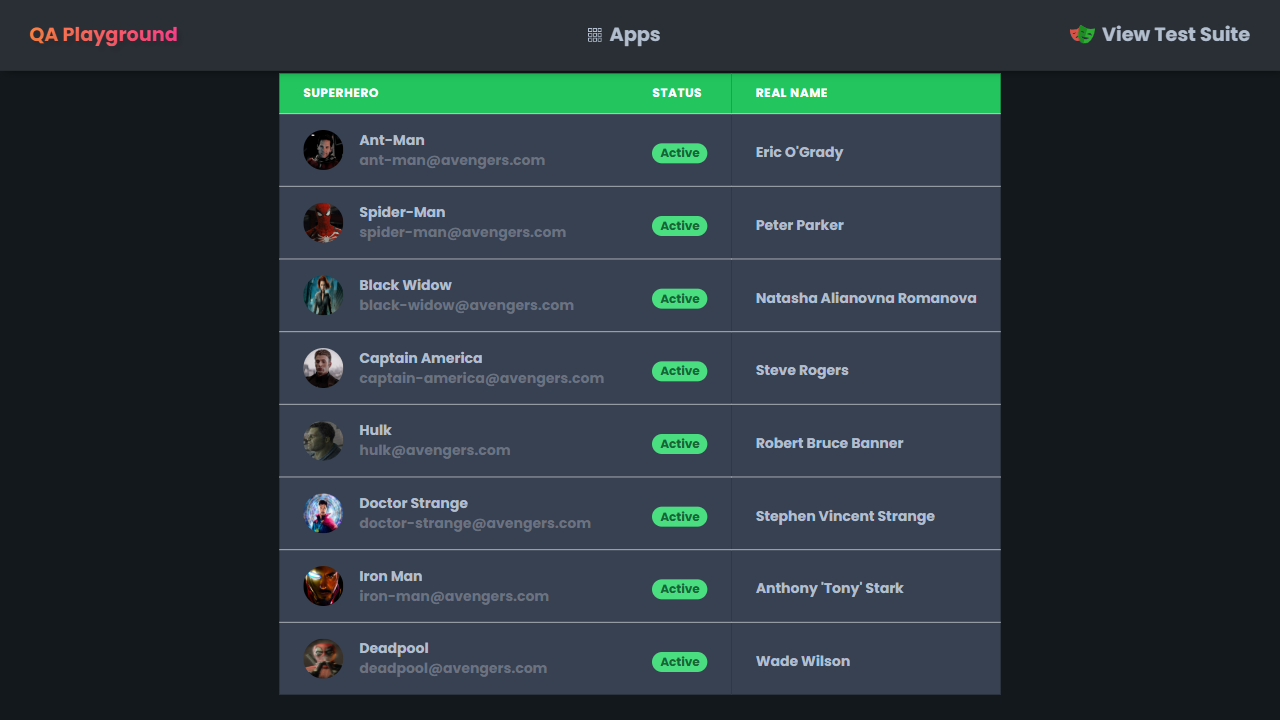 QA Playground
Apps
View Test Suite
SUPERHERO STATUS REAL NAME
Ant-Man
ant-man@avengers.com
Active
Eric O'Grady
Spider-Man
spider-man@avengers.com
Active
Peter Parker
Black Widow
black-widow@avengers.com
Active
Natasha Alianovna Romanova
Captain America
captain-america@avengers.com
Active
Steve Rogers
Hulk
hulk@avengers.com
Active
Robert Bruce Banner
Doctor Strange
doctor-strange@avengers.com
Active
Stephen Vincent Strange
Iron Man
iron-man@avengers.com
Active
Anthony 'Tony' Stark
Deadpool
deadpool@avengers.com
Active
Wade Wilson